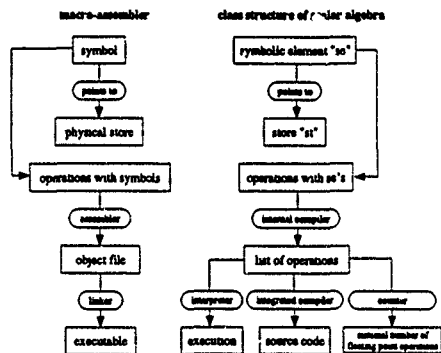 macro-assembler
class structure of algebra
symbol
symbolic element "se"
points to
points to
physical store
store "st"
operations with symbols
operations with se's
assembler
internal compiler
object file
list of operations
linker
interpreter
integrated compiler
counter
executable
execution
source code
number of
floating point operations